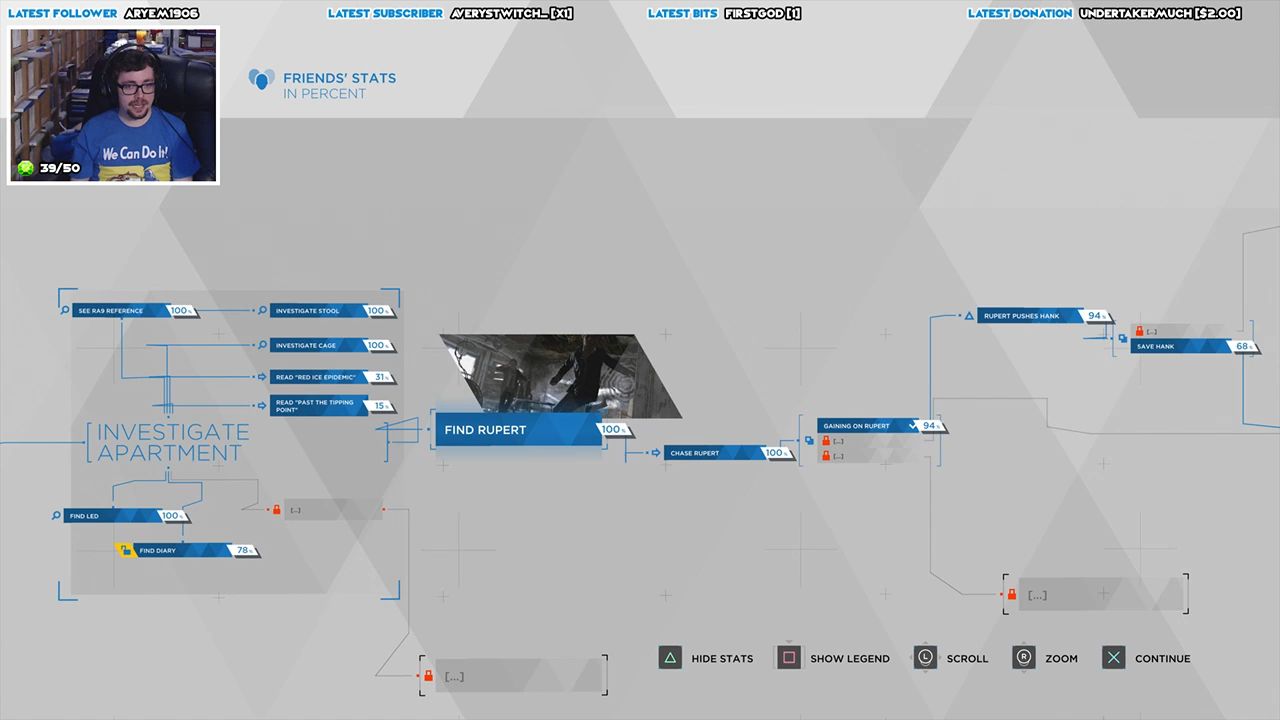 LATEST FOLLOWER ARYEM1906
LATEST SUBSCRIBER AVERYSTWITCH_ [X1]
LATEST BITS FIRSTGOD [1]
LATEST DONATION UNDERTAKERMUCH [$2.00]
We Can Do It!
39/50
FRIENDS' STATS
IN PERCENT
SEE RA9 REFERENCE 100%
INVESTIGATE STOOL 100%
INVESTIGATE CAGE 100%
READ "RED ICE EPIDEMIC" 31%
READ "PAST THE TIPPING
POINT" 15%
INVESTIGATE
APARTMENT
FIND LED 100%
FIND DIARY 78%
[...]
[...]
FIND RUPERT 100%
CHASE RUPERT 100%
GAINING ON RUPERT 94%
[...]
[...]
RUPERT PUSHES HANK 94%
[...]
SAVE HANK 68%
[...]
HIDE STATS
SHOW LEGEND
L SCROLL
R ZOOM
CONTINUE